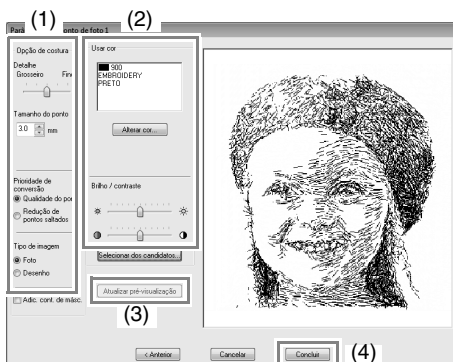 (1)
(2)
Opção de costura
Detalhe
Grosseiro Fino
Tamanho do ponto
3.0 mm
Prioridade de
conversão
Qualidade do
Redução de
pontos saltados
Tipo de imagem
Foto
Desenho
Adic. cont. de másc.
Usar cor
900
EMBROIDERY
PRETO
Alterar cor...
Brilho / contraste
Selecionar dos candidatos...
Atualizar pré-visualização
(3)
< Anterior
Cancelar
Concluir
(4)